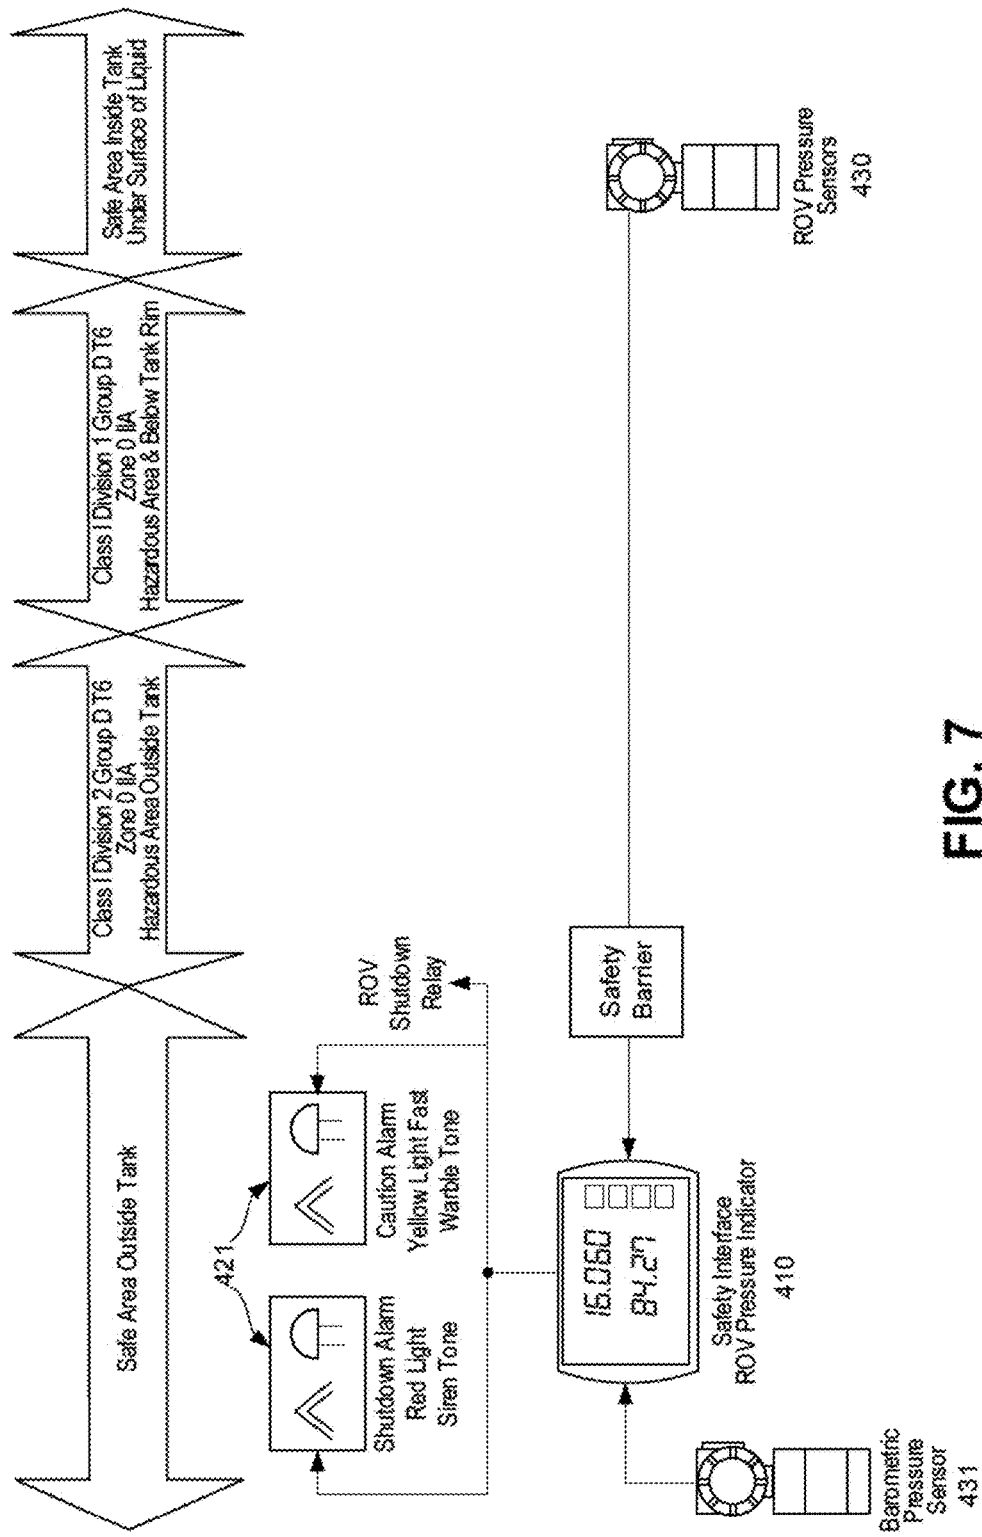 Safe Area Outside Tank
Class I Division 2 Group D T6
Zone 0 IIA
Hazardous Area Outside Tank
Class I Division 1 Group D T6
Zone 0 IIA
Hazardous Area & Below Tank Rim
Safe Area Inside Tank
Under Surface of Liquid
421
Shutdown Alarm
Red Light
Siren Tone
Caution Alarm
Yellow Light Fast
Warble Tone
ROV
Shutdown
Relay
16.060
84.27
Safety Interface
ROV Pressure Indicator
410
Safety
Barrier
ROV Pressure
Sensors
430
Barometric
Pressure
Sensor
431
FIG. 7